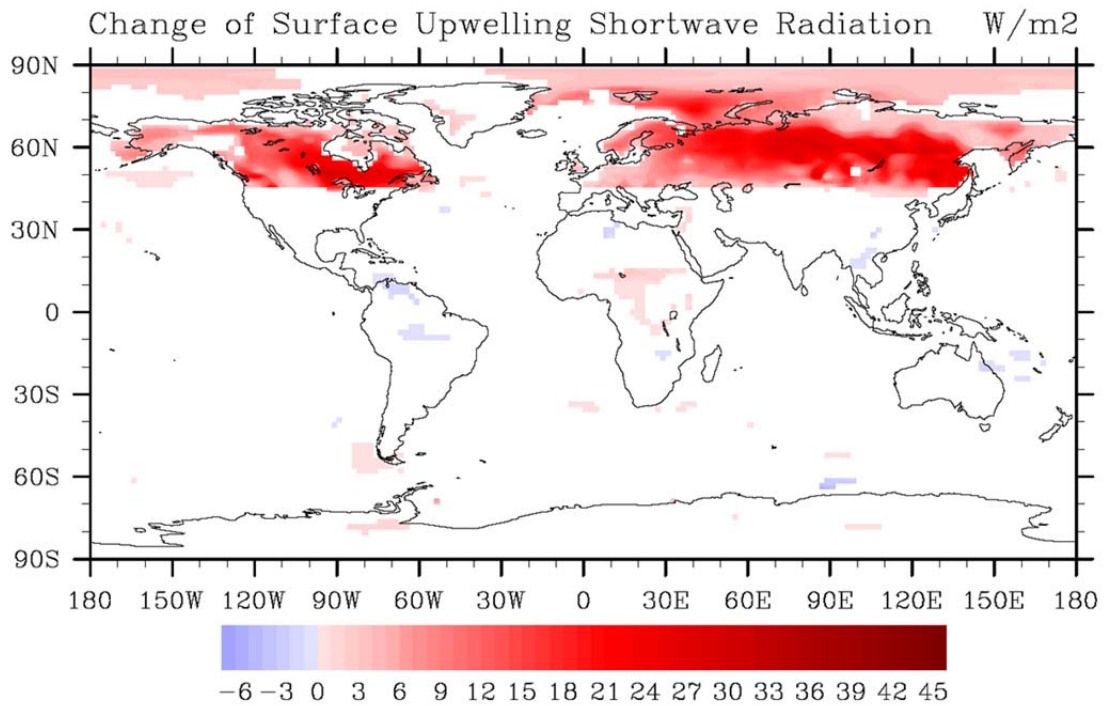 Change of Surface Upwelling Shortwave Radiation W/m2
90N
60N
30N
0
30S
60S
90S
180 150W 120W 90W 60W 30W 0 30E 60E 90E 120E 150E 180
−6 −3 0 3 6 9 12 15 18 21 24 27 30 33 36 39 42 45